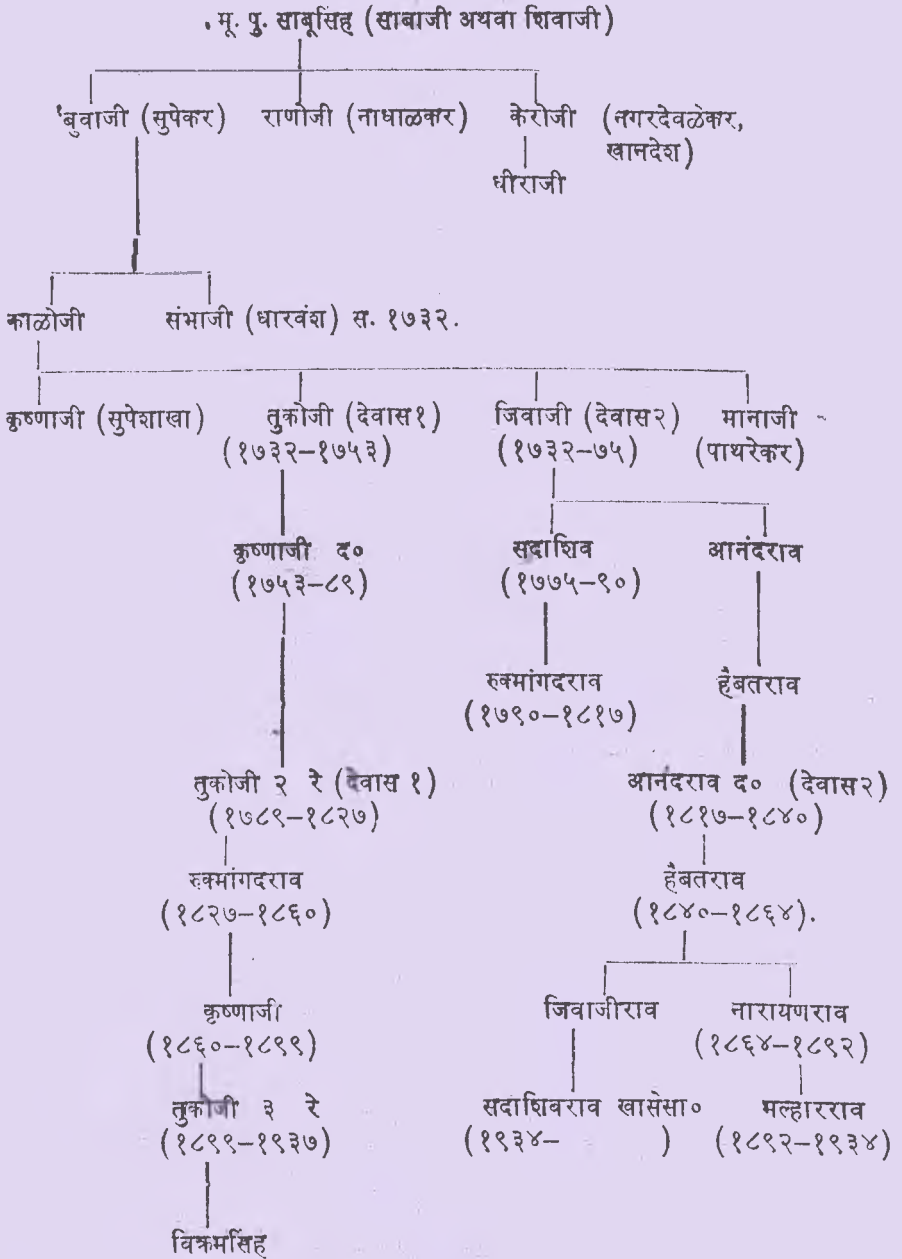 . मू. पु. साबूसिंह (साबाजी अथवा शिवाजी)
'बुवाजी (सुपेकर) राणोजी (नाधाळकर) केरोजी (नगरदेवळेकर,
खानदेश)
धीराजी
काळोजी संभाजी (धारवंश) स. १७३२.
कृष्णाजी (सुपेशाखा) तुकोजी (देवास१) जिवाजी (देवास२) मानाजी -
(१७३२–१७५३) (१७३२–७५) (पाथरेकर)
कृष्णाजी द० सदाशिव आनंदराव
(१७५३–८९) (१७७५–९०)
रुक्मांगदराव हैबतराव
(१७९०–१८१७)
तुकोजी २ रे (देवास १) आनंदराव द० (देवास२)
(१७८९–१८२७) (१८१७–१८४०)
रुक्मांगदराव हैबतराव
(१८२७–१८६०) (१८४०–१८६४).
कृष्णाजी जिवाजीराव नारायणराव
(१८६०–१८९९) (१८६४–१८९२)
तुकोजी ३ रे सदाशिवराव खासेसा० मल्हारराव
(१८९९–१९३७) (१९३४– ) (१८९२–१९३४)
विक्रमसिंह